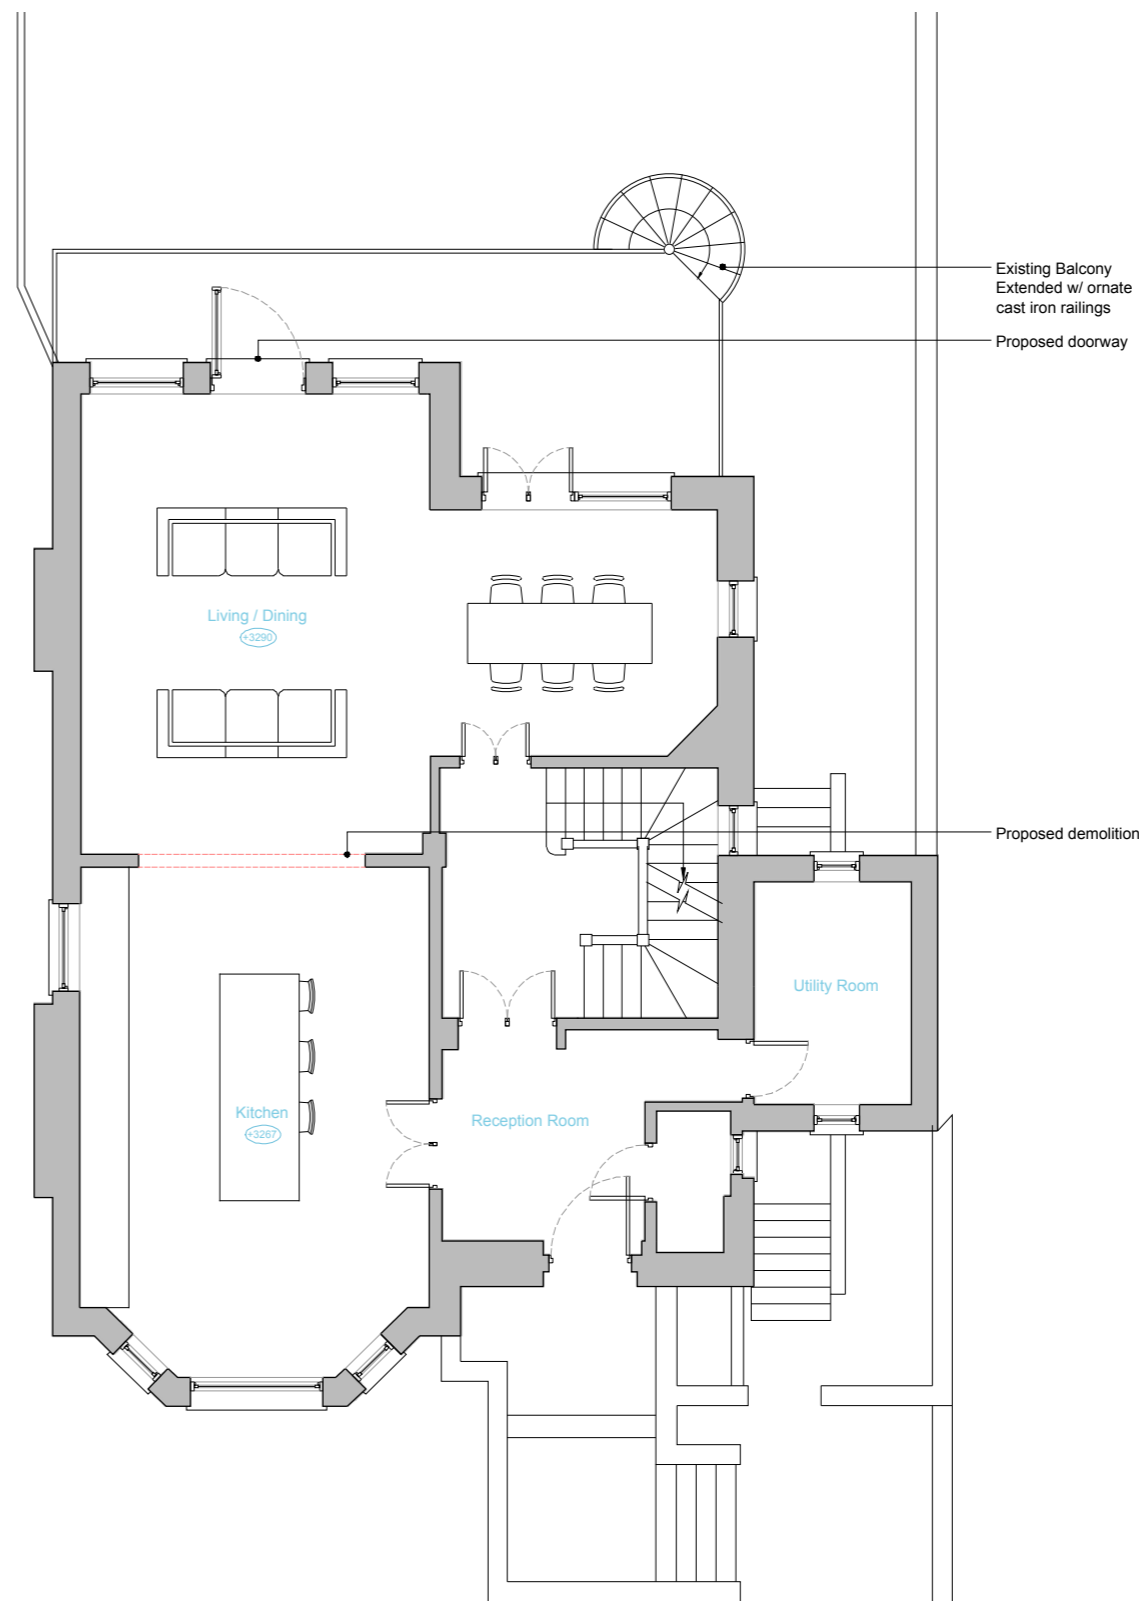 Existing Balcony
Extended w/ ornate
cast iron railings
Proposed doorway
Living / Dining
+3290
Proposed demolition
Utility Room
Kitchen
+3267
Reception Room